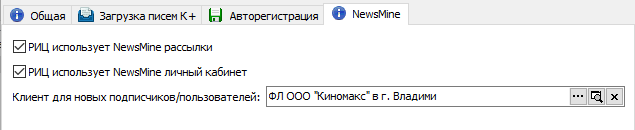 Общая Загрузка писем К+ Авторегистрация NewsMine
РИЦ использует NewsMine рассылки
РИЦ использует NewsMine личный кабинет
Клиент для новых подписчиков/пользователей: ФЛ ООО "Киномакс" в г. Владими